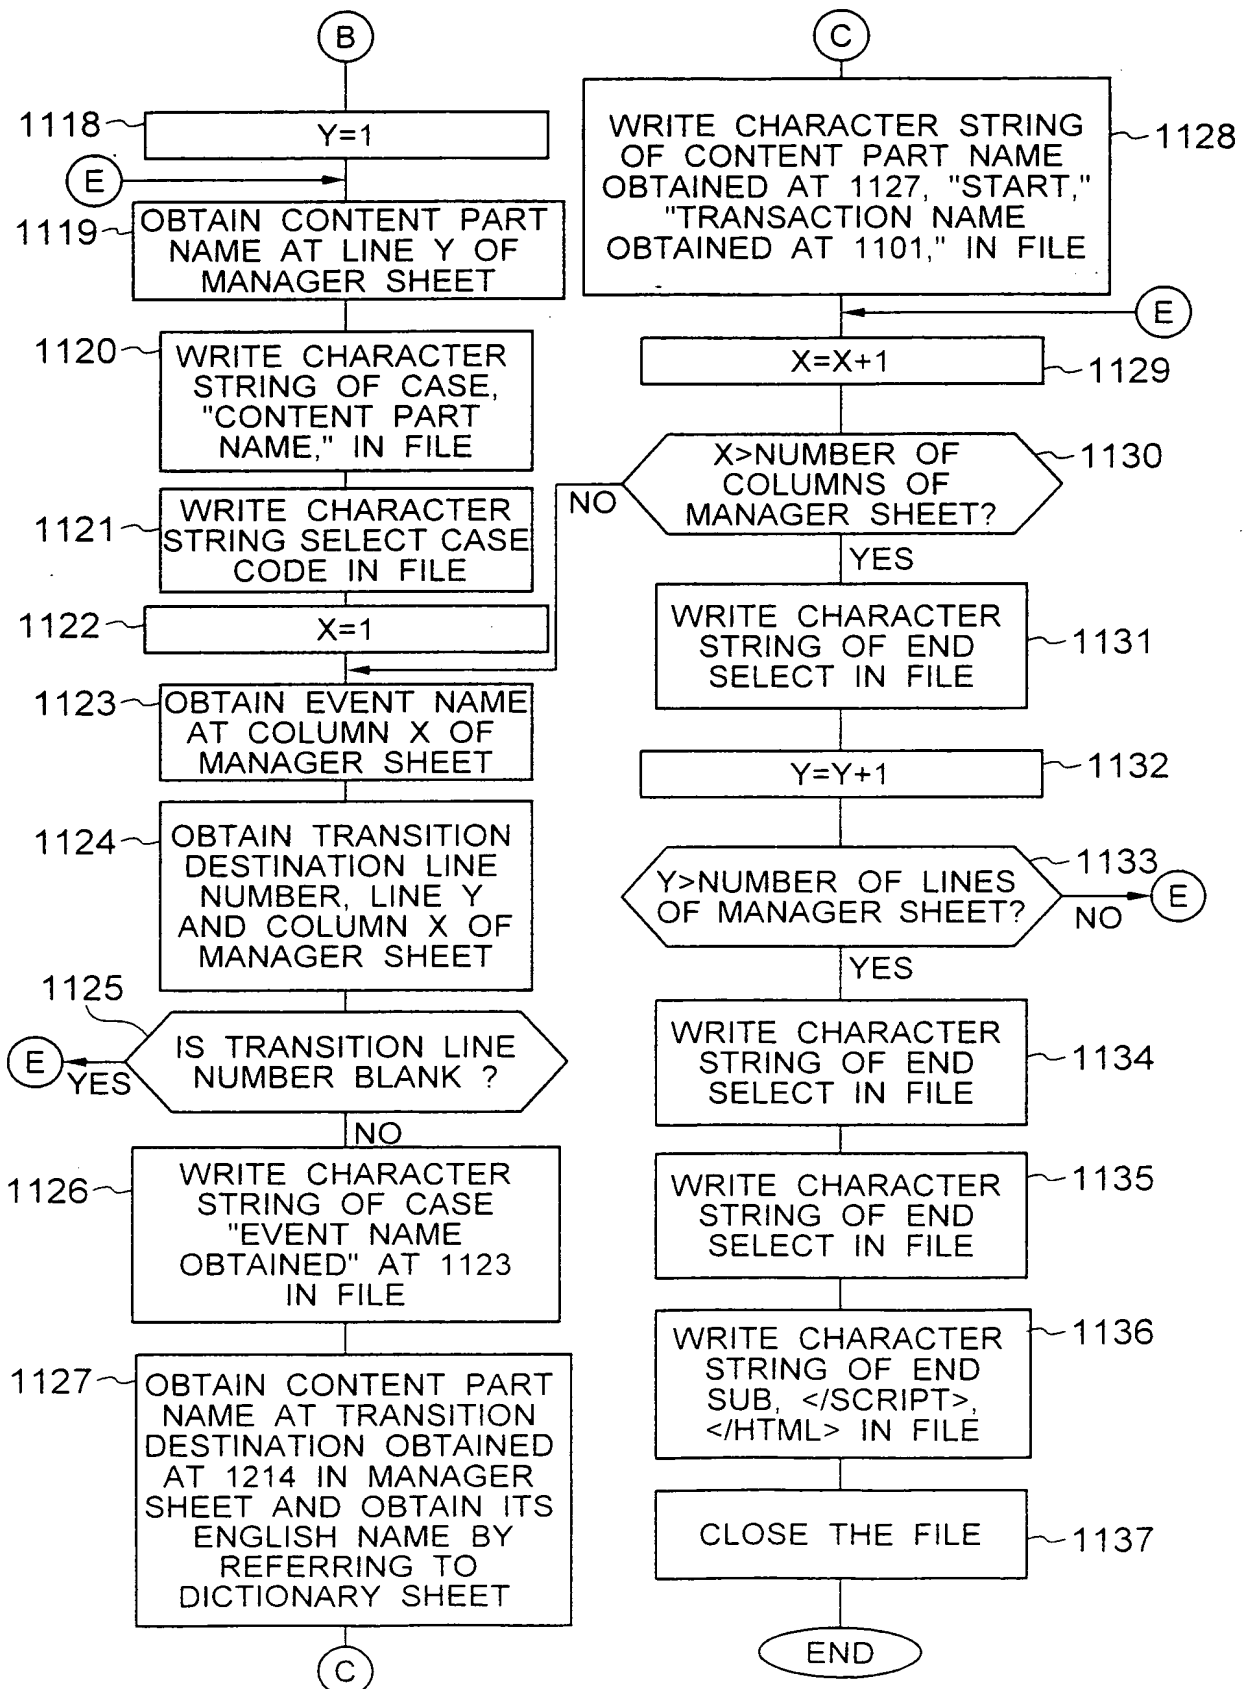 B
1118
Y=1
E
1119
OBTAIN CONTENT PART
NAME AT LINE Y OF
MANAGER SHEET
1120
WRITE CHARACTER
STRING OF CASE,
"CONTENT PART
NAME," IN FILE
1121
WRITE CHARACTER
STRING SELECT CASE
CODE IN FILE
1122
X=1
1123
OBTAIN EVENT NAME
AT COLUMN X OF
MANAGER SHEET
1124
OBTAIN TRANSITION
DESTINATION LINE
NUMBER, LINE Y
AND COLUMN X OF
MANAGER SHEET
1125
IS TRANSITION LINE
NUMBER BLANK ?
E
YES
NO
1126
WRITE CHARACTER
STRING OF CASE
"EVENT NAME
OBTAINED" AT 1123
IN FILE
1127
OBTAIN CONTENT PART
NAME AT TRANSITION
DESTINATION OBTAINED
AT 1214 IN MANAGER
SHEET AND OBTAIN ITS
ENGLISH NAME BY
REFERRING TO
DICTIONARY SHEET
C
C
WRITE CHARACTER STRING
OF CONTENT PART NAME
OBTAINED AT 1127, "START,"
"TRANSACTION NAME
OBTAINED AT 1101," IN FILE
1128
E
X=X+1
1129
X>NUMBER OF
COLUMNS OF
MANAGER SHEET?
1130
NO
YES
WRITE CHARACTER
STRING OF END
SELECT IN FILE
1131
Y=Y+1
1132
Y>NUMBER OF LINES
OF MANAGER SHEET?
1133
NO
E
YES
WRITE CHARACTER
STRING OF END
SELECT IN FILE
1134
WRITE CHARACTER
STRING OF END
SELECT IN FILE
1135
WRITE CHARACTER
STRING OF END
SUB, </SCRIPT>,
</HTML> IN FILE
1136
CLOSE THE FILE
1137
END